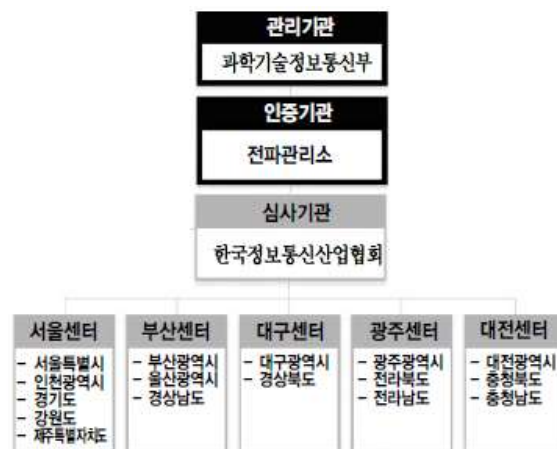 관리기관
과학기술정보통신부
인증기관
전파관리소
심사기관
한국정보통신산업협회
서울센터
- 서울특별시
- 인천광역시
- 경기도
- 강원도
- 제주특별자치도
부산센터
- 부산광역시
- 울산광역시
- 경상남도
대구센터
- 대구광역시
- 경상북도
광주센터
- 광주광역시
- 전라북도
- 전라남도
대전센터
- 대전광역시
- 충청북도
- 충청남도